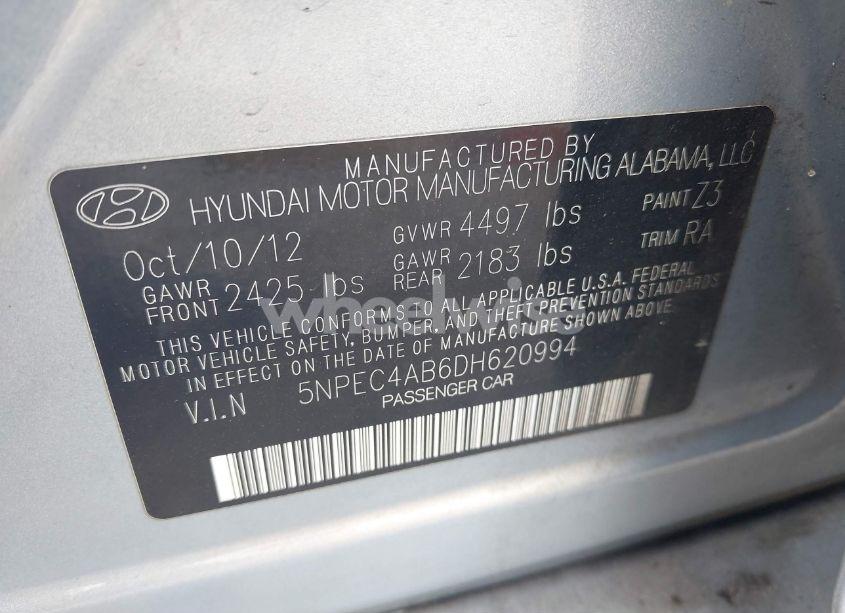 MANUFACTURED BY
HYUNDAI MOTOR MANUFACTURING ALABAMA, LLC
Oct/10/12 GVWR 4497 lbs PAINT Z3
GAWR FRONT 2425 lbs GAWR REAR 2183 lbs TRIM RA
THIS VEHICLE CONFORMS TO ALL APPLICABLE U.S.A. FEDERAL
MOTOR VEHICLE SAFETY, BUMPER, AND THEFT PREVENTION STANDARDS
IN EFFECT ON THE DATE OF MANUFACTURE SHOWN ABOVE.
V.I.N 5NPEC4AB6DH620994
PASSENGER CAR
wheelwise